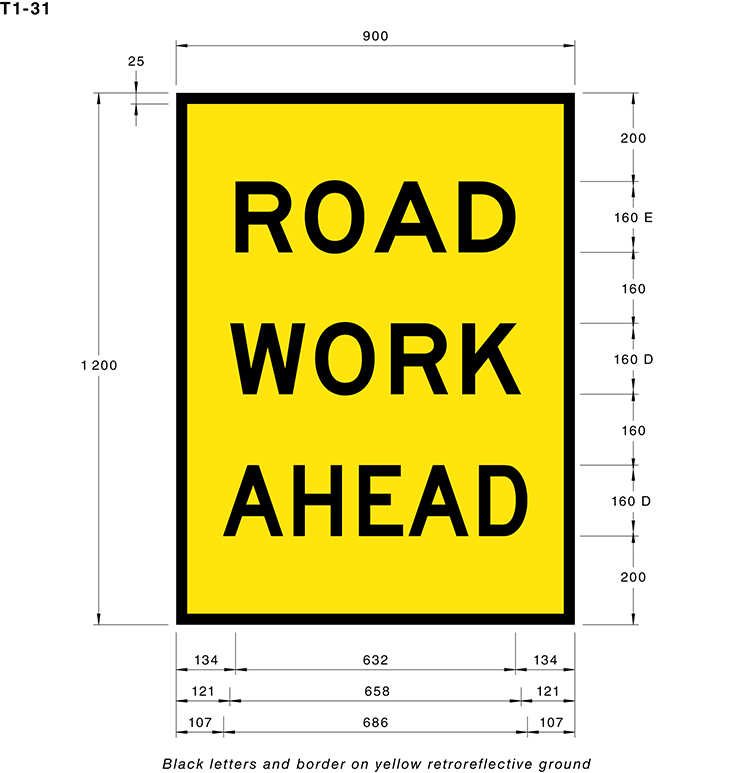 T1-31
900
25
200
ROAD
160 E
160
WORK
160 D
1 200
160
AHEAD
160 D
200
134 632 134
121 658 121
107 686 107
Black letters and border on yellow retroreflective ground